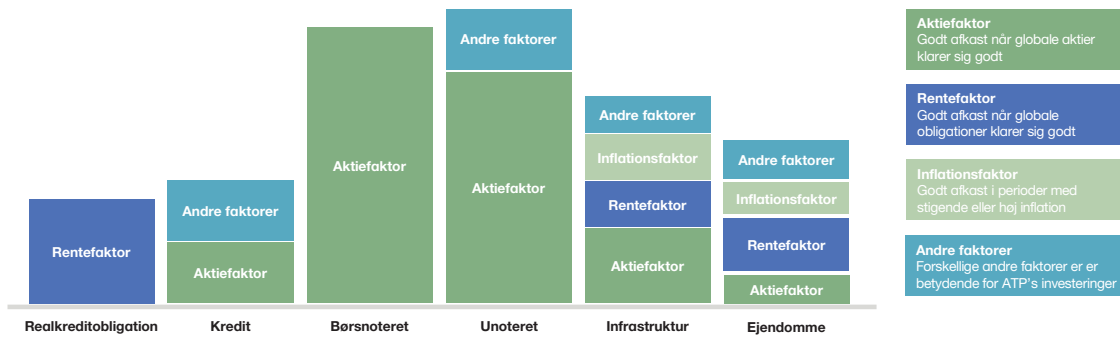 Rentefaktor
Andre faktorer
Aktiefaktor
Aktiefaktor
Andre faktorer
Aktiefaktor
Andre faktorer
Inflationsfaktor
Rentefaktor
Aktiefaktor
Andre faktorer
Inflationsfaktor
Rentefaktor
Aktiefaktor
Realkreditobligation
Kredit
Børsnoteret
Unoteret
Infrastruktur
Ejendomme
Aktiefaktor
Godt afkast når globale aktier
klarer sig godt
Rentefaktor
Godt afkast når globale
obligationer klarer sig godt
Inflationsfaktor
Godt afkast i perioder med
stigende eller høj inflation
Andre faktorer
Forskellige andre faktorer er er
betydende for ATP's investeringer